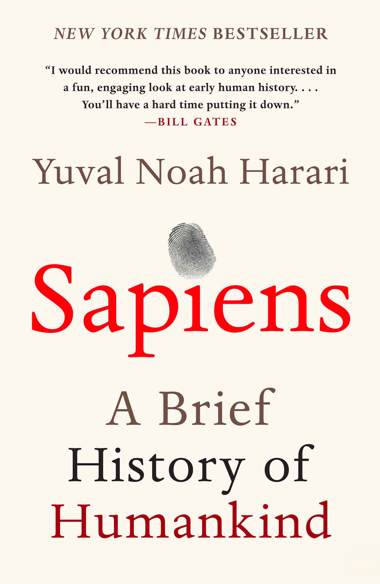 NEW YORK TIMES BESTSELLER
“I would recommend this book to anyone interested in
a fun, engaging look at early human history. . . .
You’ll have a hard time putting it down.”
—BILL GATES
Yuval Noah Harari
Sapiens
A Brief
History of
Humankind